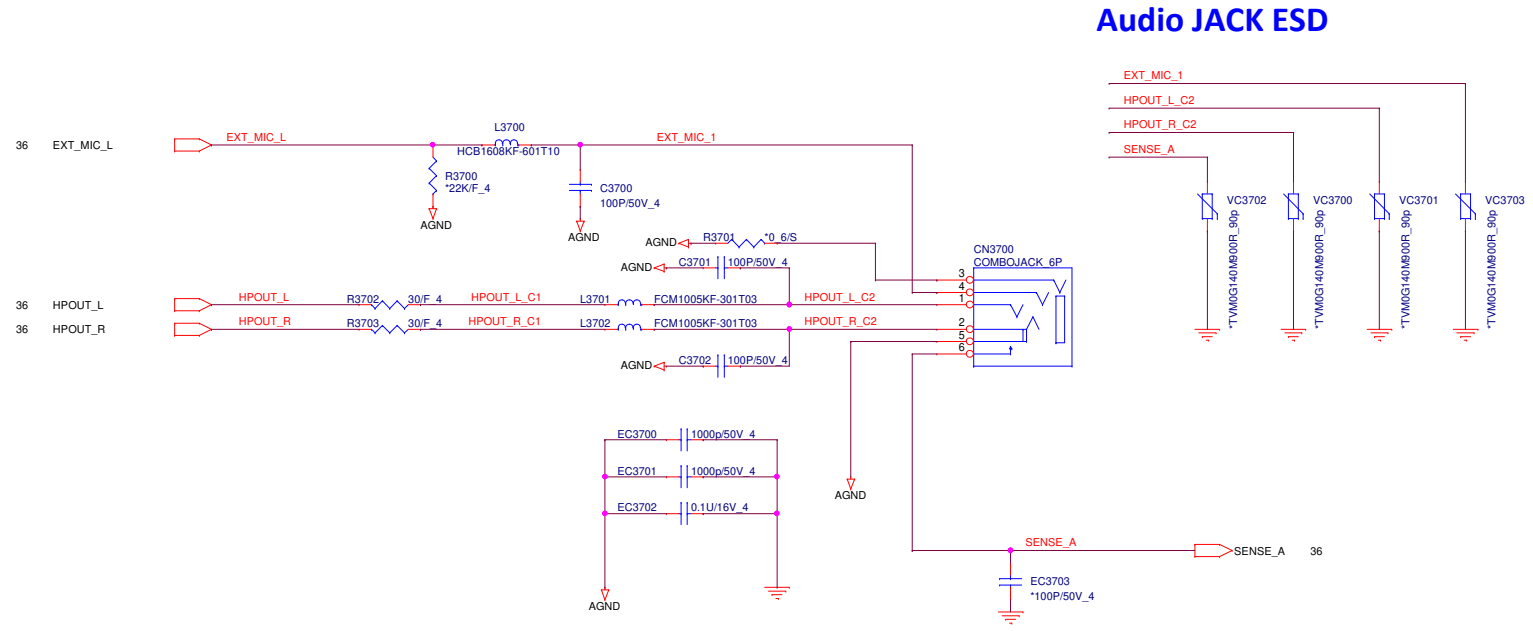 Audio JACK ESD
EXT_MIC_1
HPOUT_L_C2
HPOUT_R_C2
SENSE_A
VC3702
*TVM0G140M900R_90p
VC3700
*TVM0G140M900R_90p
VC3701
*TVM0G140M900R_90p
VC3703
*TVM0G140M900R_90p
36 EXT_MIC_L
EXT_MIC_L
L3700
HCB1608KF-601T10
EXT_MIC_1
R3700
*22K/F_4
AGND
C3700
100P/50V_4
AGND
AGND R3701 *0_6/S
AGND C3701 100P/50V_4
CN3700
COMBOJACK_6P
3
4
1
2
5
6
36 HPOUT_L HPOUT_L R3702 30/F_4 HPOUT_L_C1 L3701 FCM1005KF-301T03 HPOUT_L_C2
36 HPOUT_R HPOUT_R R3703 30/F_4 HPOUT_R_C1 L3702 FCM1005KF-301T03 HPOUT_R_C2
AGND C3702 100P/50V_4
EC3700 1000p/50V_4
EC3701 1000p/50V_4
EC3702 0.1U/16V_4
AGND
AGND
SENSE_A
SENSE_A 36
EC3703
*100P/50V_4